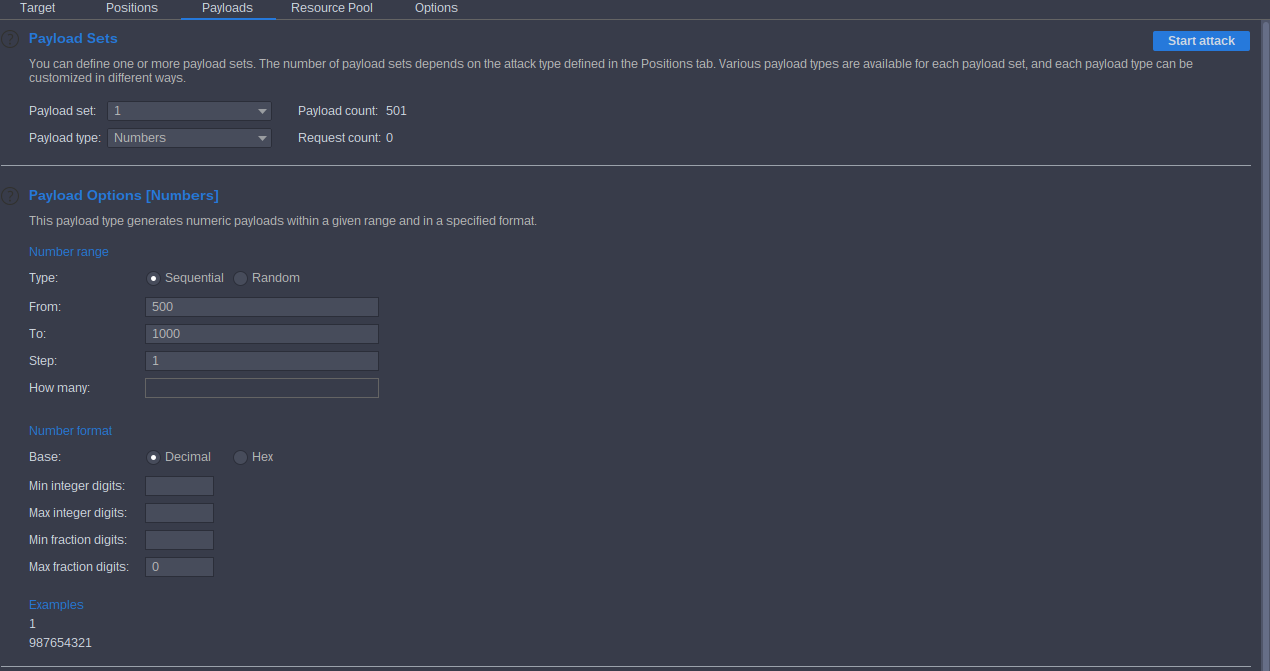 Target Positions Payloads Resource Pool Options
? Payload Sets Start attack
You can define one or more payload sets. The number of payload sets depends on the attack type defined in the Positions tab. Various payload types are available for each payload set, and each payload type can be
customized in different ways.
Payload set: 1 Payload count: 501
Payload type: Numbers Request count: 0
? Payload Options [Numbers]
This payload type generates numeric payloads within a given range and in a specified format.
Number range
Type: Sequential Random
From: 500
To: 1000
Step: 1
How many:
Number format
Base: Decimal Hex
Min integer digits:
Max integer digits:
Min fraction digits:
Max fraction digits: 0
Examples
1
987654321